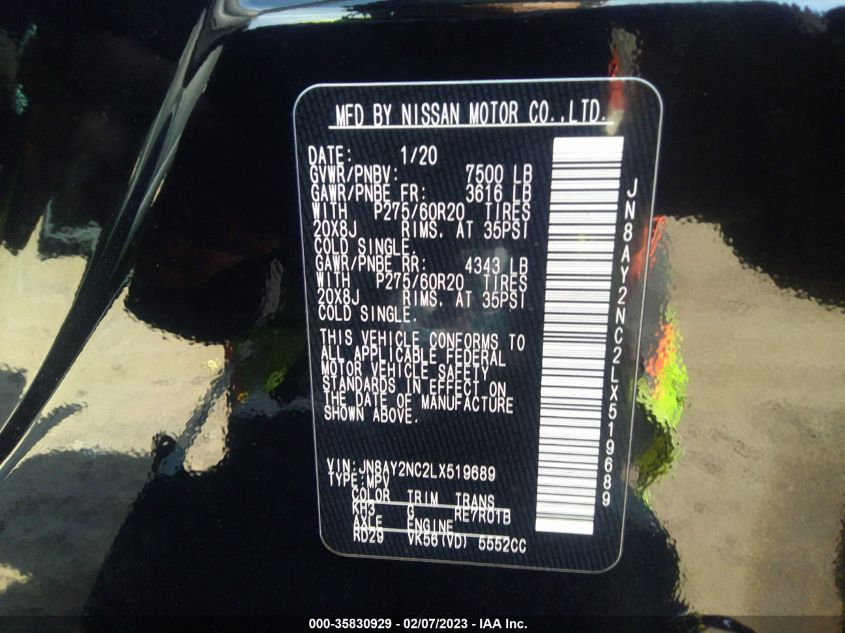 MFD BY NISSAN MOTOR CO.,LTD.
DATE: 1/20
GVWR/PNBV: 7500 LB
GAWR/PNBE FR: 3616 LB
WITH P275/60R20 TIRES
20X8J RIMS. AT 35PSI
COLD SINGLE.
GAWR/PNBE RR: 4343 LB
WITH P275/60R20 TIRES
20X8J RIMS. AT 35PSI
COLD SINGLE.
THIS VEHICLE CONFORMS TO
ALL APPLICABLE FEDERAL
MOTOR VEHICLE SAFETY
STANDARDS IN EFFECT ON
THE DATE OF MANUFACTURE
SHOWN ABOVE.
VIN:JN8AY2NC2LX519689
TYPE:MPV
COLOR TRIM TRANS
KH3 G RE7R01B
AXLE ENGINE
RD29 VK56(VD) 5552CC
JN8AY2NC2LX519689
000-35830929 - 02/07/2023 - IAA Inc.